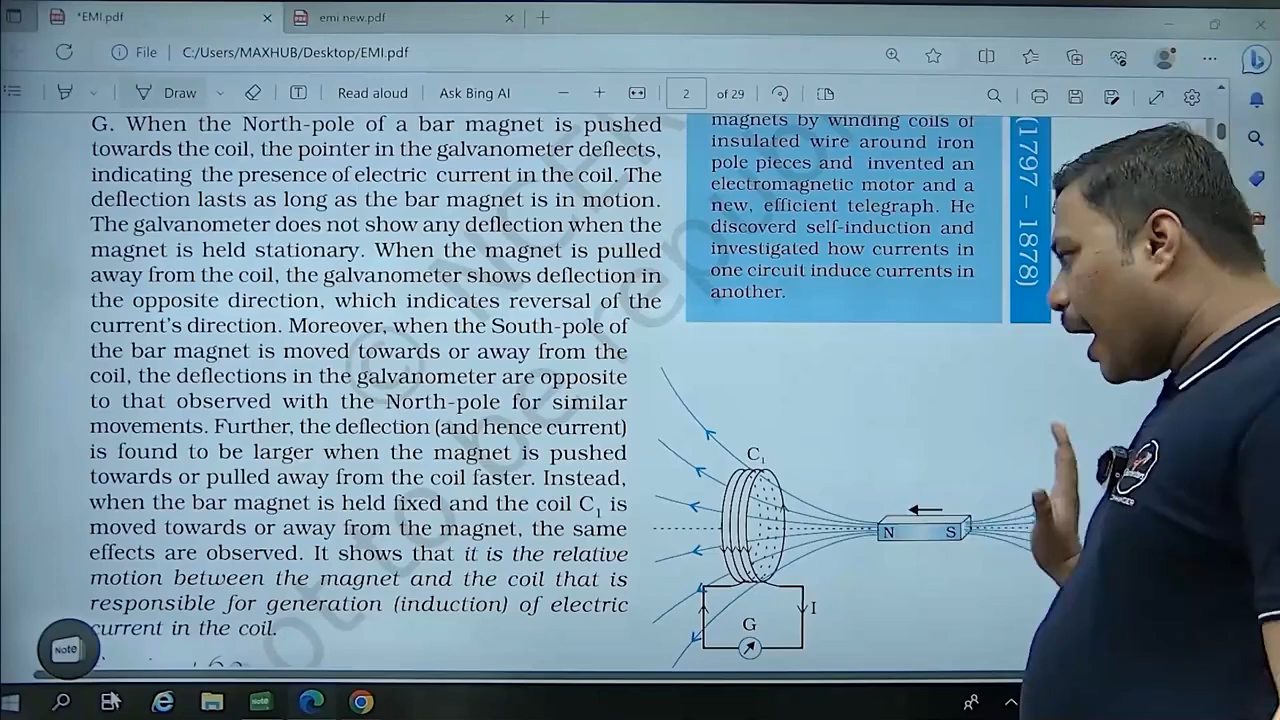 *EMI.pdf
emi new.pdf
File
C:/Users/MAXHUB/Desktop/EMI.pdf
Draw
Read aloud
Ask Bing AI
2
of 29
G. When the North-pole of a bar magnet is pushed
towards the coil, the pointer in the galvanometer deflects,
indicating the presence of electric current in the coil. The
deflection lasts as long as the bar magnet is in motion.
The galvanometer does not show any deflection when the
magnet is held stationary. When the magnet is pulled
away from the coil, the galvanometer shows deflection in
the opposite direction, which indicates reversal of the
current's direction. Moreover, when the South-pole of
the bar magnet is moved towards or away from the
coil, the deflections in the galvanometer are opposite
to that observed with the North-pole for similar
movements. Further, the deflection (and hence current)
is found to be larger when the magnet is pushed
towards or pulled away from the coil faster. Instead,
when the bar magnet is held fixed and the coil C₁ is
moved towards or away from the magnet, the same
effects are observed. It shows that it is the relative
motion between the magnet and the coil that is
responsible for generation (induction) of electric
current in the coil.
magnets by winding coils of
insulated wire around iron
pole pieces and invented an
electromagnetic motor and a
new, efficient telegraph. He
discoverd self-induction and
investigated how currents in
one circuit induce currents in
another.
(1797 – 1878)
C₁
N
S
I
G
Note
note